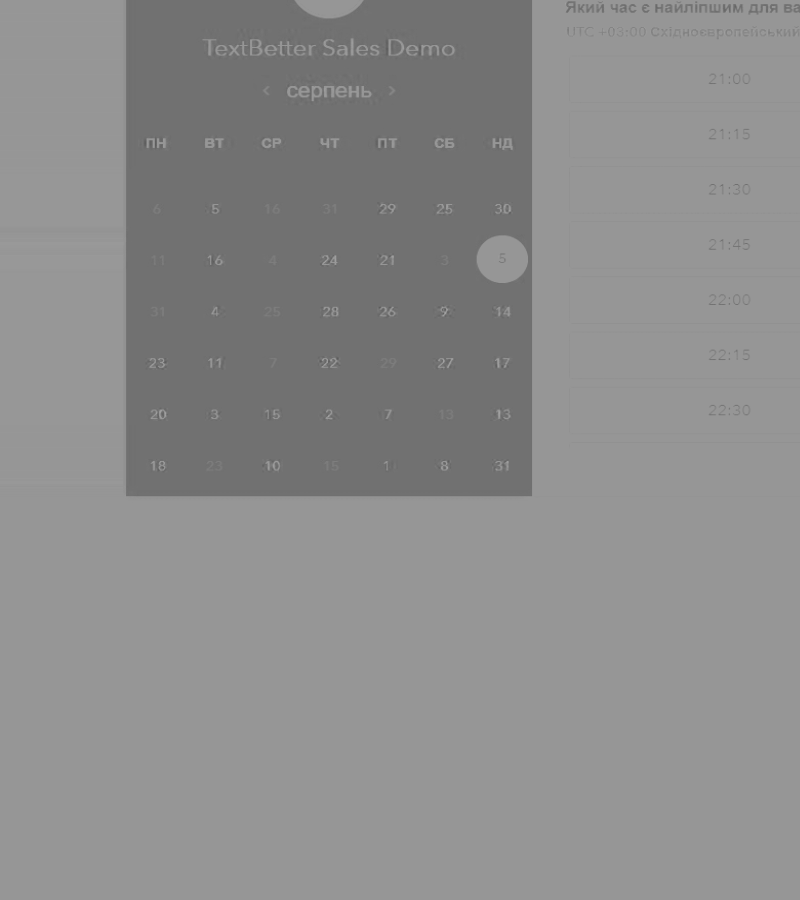 TextBetter Sales Demo
‹ серпень ›
ПН ВТ СР ЧТ ПТ СБ НД
6 5 16 31 29 25 30
11 16 4 24 21 3 5
31 4 25 28 26 9 14
23 11 7 22 29 27 17
20 3 15 2 7 13 13
18 23 10 15 1 8 31
Який час є найліпшим для
UTC +03:00 Східноєвропейський
21:00
21:15
21:30
21:45
22:00
22:15
22:30